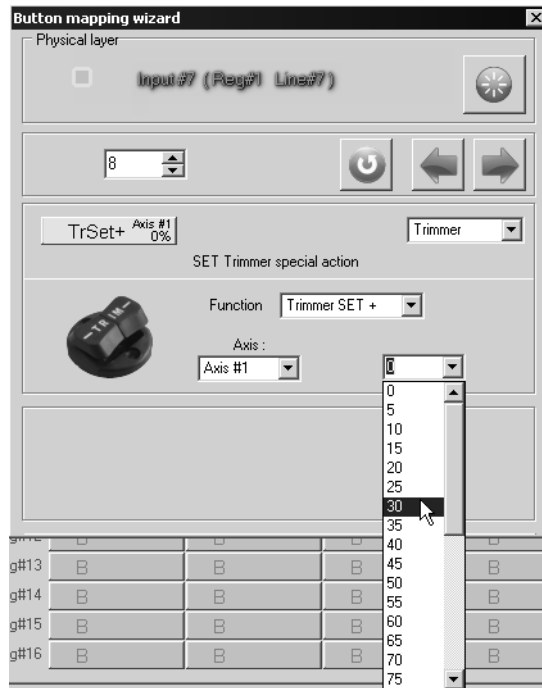 Button mapping wizard
Physical layer
Input#7 (Reg#1 Line#7)
8
TrSet+ Axis #1 0%
Trimmer
SET Trimmer special action
Function Trimmer SET +
-TRIM-
Axis :
Axis #1
0
0
5
10
15
20
25
30
35
40
45
50
55
60
65
70
75
g#13 B B B B
g#14 B B B B
g#15 B B B B
g#16 B B B B